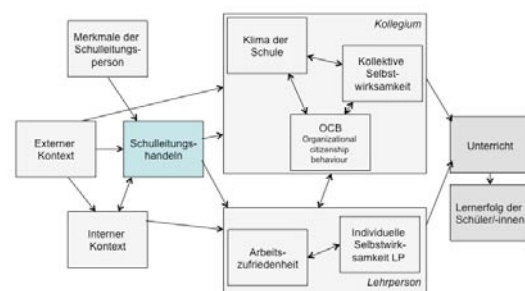 Kollegium
Merkmale der
Schulleitungs-
person
Klima der
Schule
Kollektive
Selbst-
wirksamkeit
Externer
Kontext
Schulleitungs-
handeln
OCB
Organizational
citizenship
behaviour
Unterricht
Interner
Kontext
Arbeits-
zufriedenheit
Individuelle
Selbstwirk-
samkeit LP
Lernerfolg der
Schüler/-innen
Lehrperson